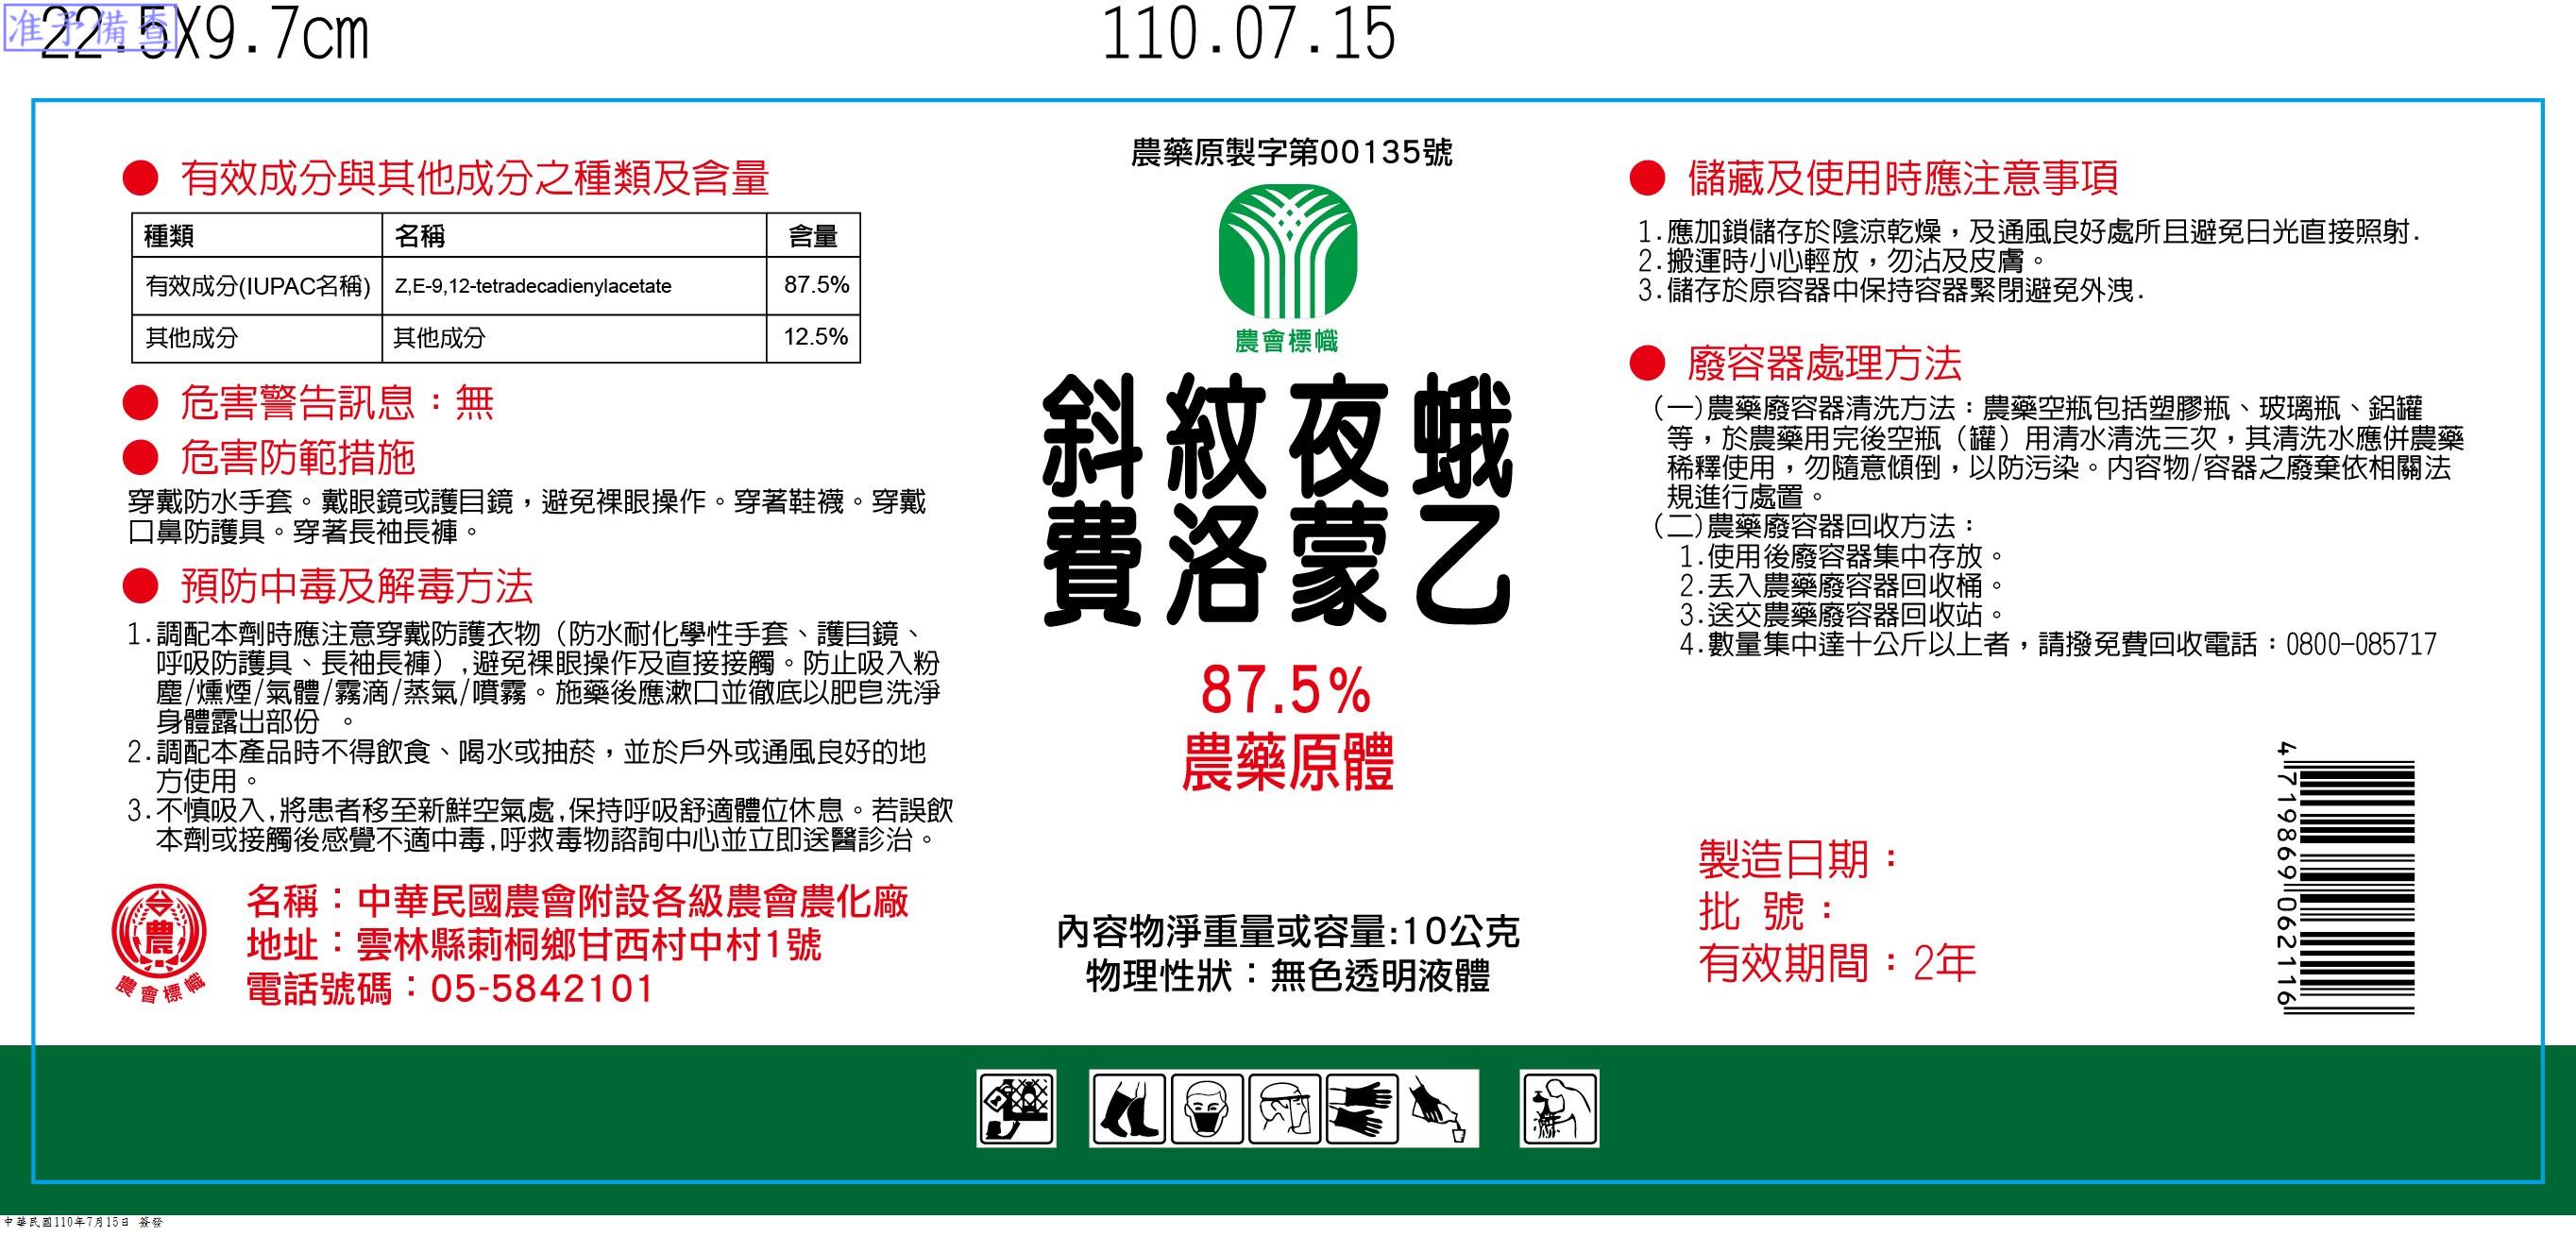 准予備查
22.5X9.7cm
110.07.15
● 有效成分與其他成分之種類及含量
種類 名稱 含量
有效成分(IUPAC名稱) Z,E-9,12-tetradecadienylacetate 87.5%
其他成分 其他成分 12.5%
● 危害警告訊息：無
● 危害防範措施
穿戴防水手套。戴眼鏡或護目鏡，避免裸眼操作。穿著鞋襪。穿戴
口鼻防護具。穿著長袖長褲。
● 預防中毒及解毒方法
1.調配本劑時應注意穿戴防護衣物（防水耐化學性手套、護目鏡、
呼吸防護具、長袖長褲）,避免裸眼操作及直接接觸。防止吸入粉
塵/燻煙/氣體/霧滴/蒸氣/噴霧。施藥後應漱口並徹底以肥皂洗淨
身體露出部份 。
2.調配本產品時不得飲食、喝水或抽菸，並於戶外或通風良好的地
方使用。
3.不慎吸入,將患者移至新鮮空氣處,保持呼吸舒適體位休息。若誤飲
本劑或接觸後感覺不適中毒,呼救毒物諮詢中心並立即送醫診治。
農
農會標幟
名稱：中華民國農會附設各級農會農化廠
地址：雲林縣莿桐鄉甘西村中村1號
電話號碼：05-5842101
農藥原製字第00135號
農會標幟
斜紋夜蛾
費洛蒙乙
87.5%
農藥原體
內容物淨重量或容量:10公克
物理性狀：無色透明液體
● 儲藏及使用時應注意事項
1.應加鎖儲存於陰涼乾燥，及通風良好處所且避免日光直接照射.
2.搬運時小心輕放，勿沾及皮膚。
3.儲存於原容器中保持容器緊閉避免外洩.
● 廢容器處理方法
(一)農藥廢容器清洗方法：農藥空瓶包括塑膠瓶、玻璃瓶、鋁罐
等，於農藥用完後空瓶（罐）用清水清洗三次，其清洗水應併農藥
稀釋使用，勿隨意傾倒，以防污染。內容物/容器之廢棄依相關法
規進行處置。
(二)農藥廢容器回收方法：
1.使用後廢容器集中存放。
2.丟入農藥廢容器回收桶。
3.送交農藥廢容器回收站。
4.數量集中達十公斤以上者，請撥免費回收電話：0800-085717
製造日期：
批 號：
有效期間：2年
4 719869 062116
中華民國110年7月15日 簽發